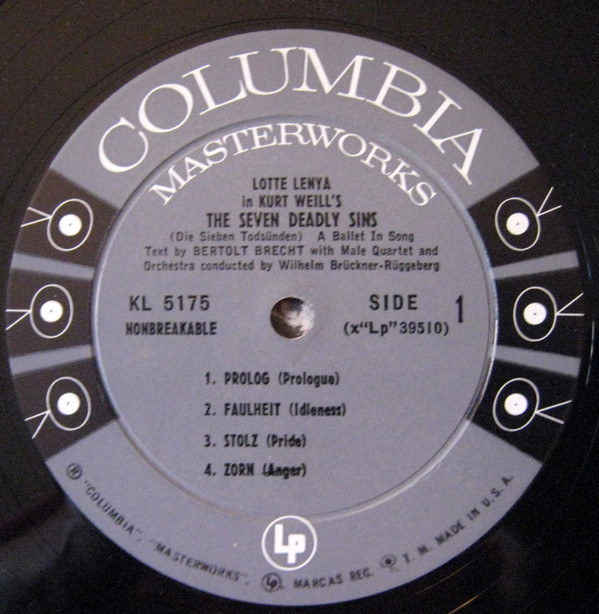 COLUMBIA
MASTERWORKS
LOTTE LENYA
in KURT WEILL'S
THE SEVEN DEADLY SINS
(Die Sieben Todsünden) A Ballet In Song
Text by BERTOLT BRECHT with Male Quartet and
Orchestra conducted by Wilhelm Brückner-Rüggeberg
KL 5175 SIDE 1
NONBREAKABLE (x"Lp"39510)
1. PROLOG (Prologue)
2. FAULHEIT (Idleness)
3. STOLZ (Pride)
4. ZORN (Anger)
Lp
® "COLUMBIA", "MASTERWORKS", Lp MARCAS REG. T. M. MADE IN U. S. A.